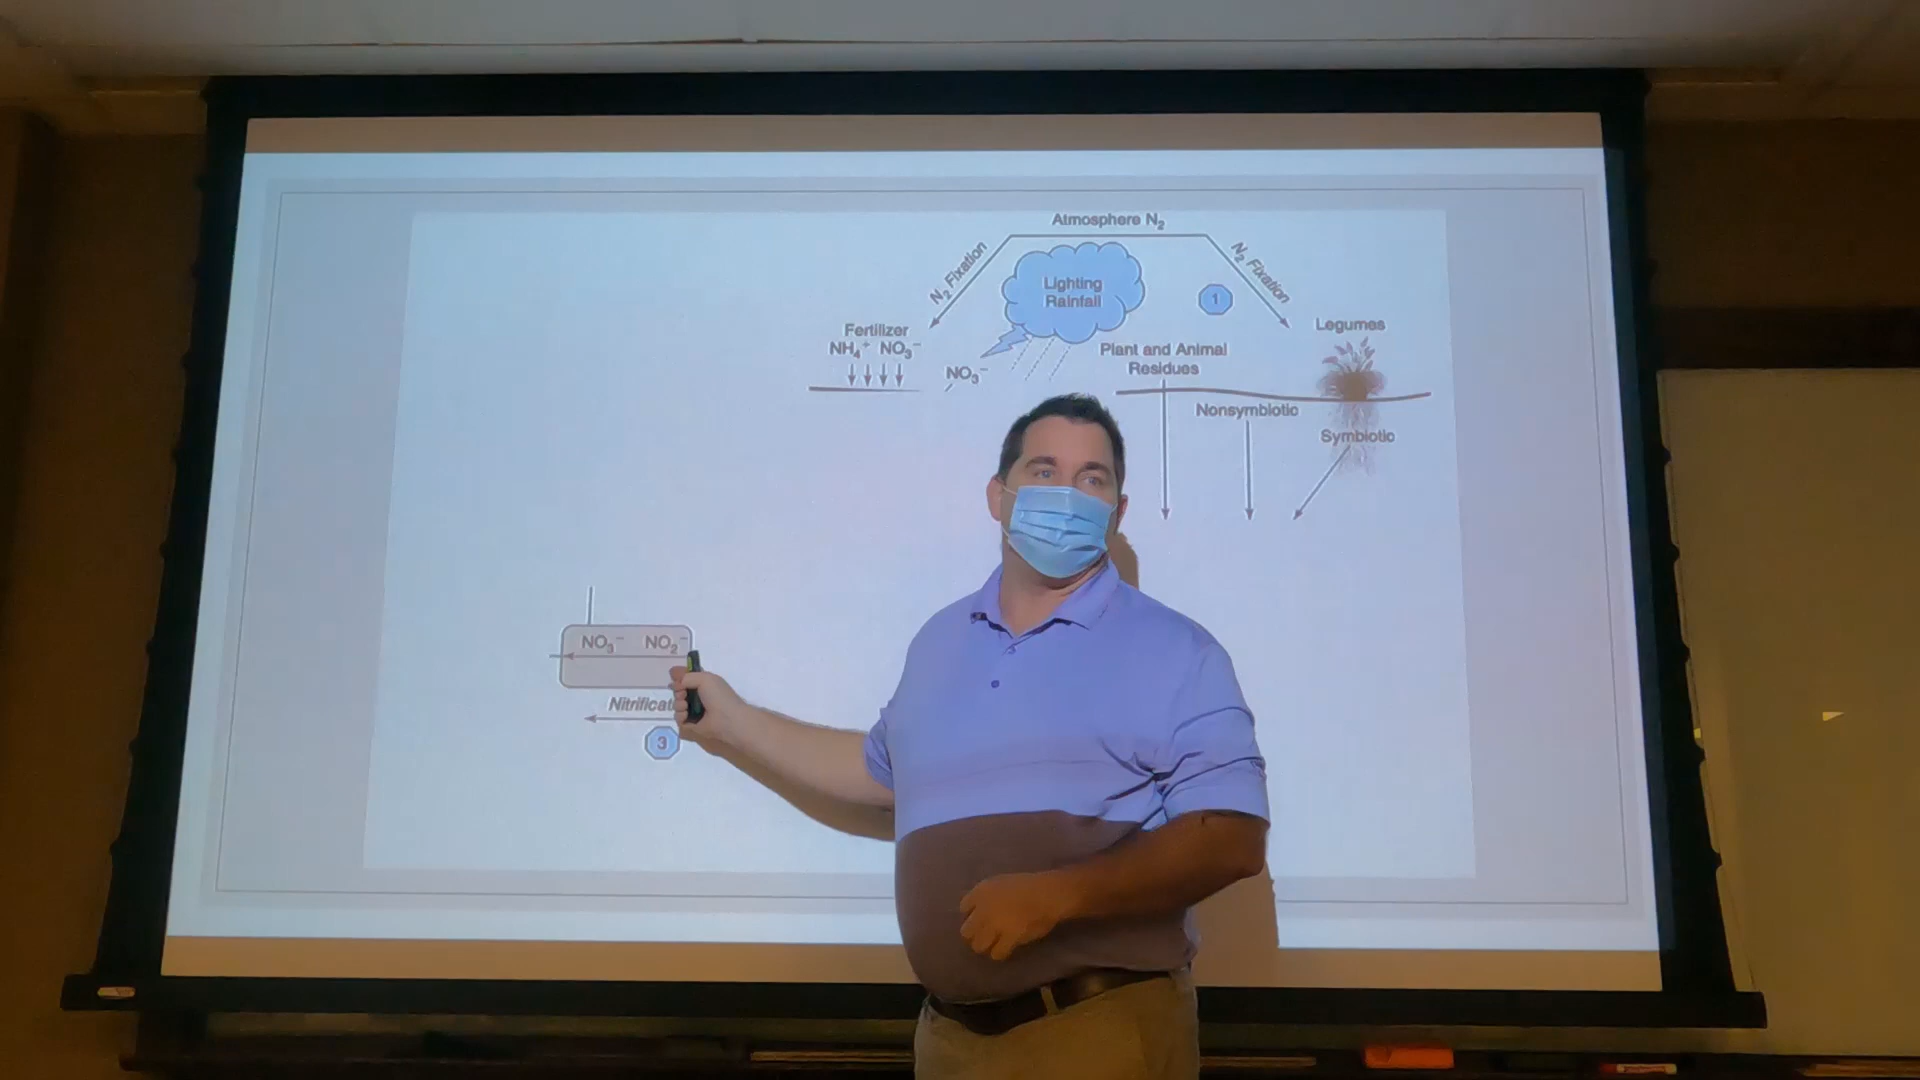 Atmosphere N₂
N₂ Fixation
N₂ Fixation
Lighting
Rainfall
1
Fertilizer
NH₄⁺ NO₃⁻
Legumes
Plant and Animal
Residues
NO₃⁻
Nonsymbiotic
Symbiotic
NO₃⁻ NO₂⁻
Nitrificati
3